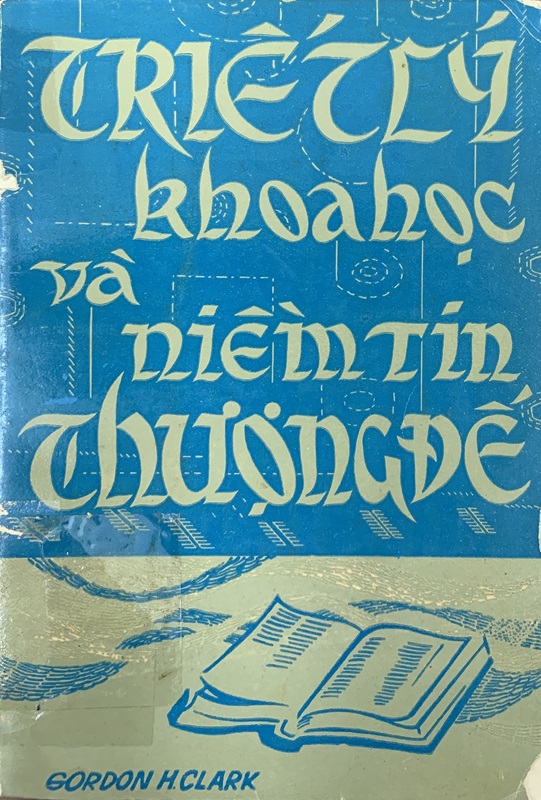 TRIẾT LÝ
khoa học
và
niềm tin
THƯỢNG ĐẾ
GORDON H. CLARK